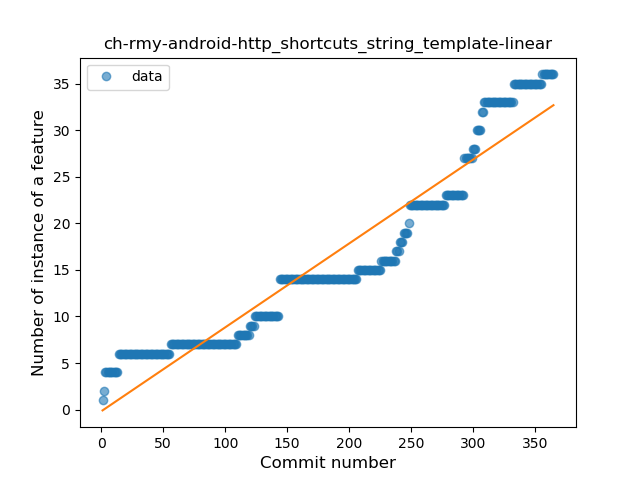 ch-rmy-android-http_shortcuts_string_template-linear
data
Number of instance of a feature
35
30
25
20
15
10
5
0
0 50 100 150 200 250 300 350
Commit number